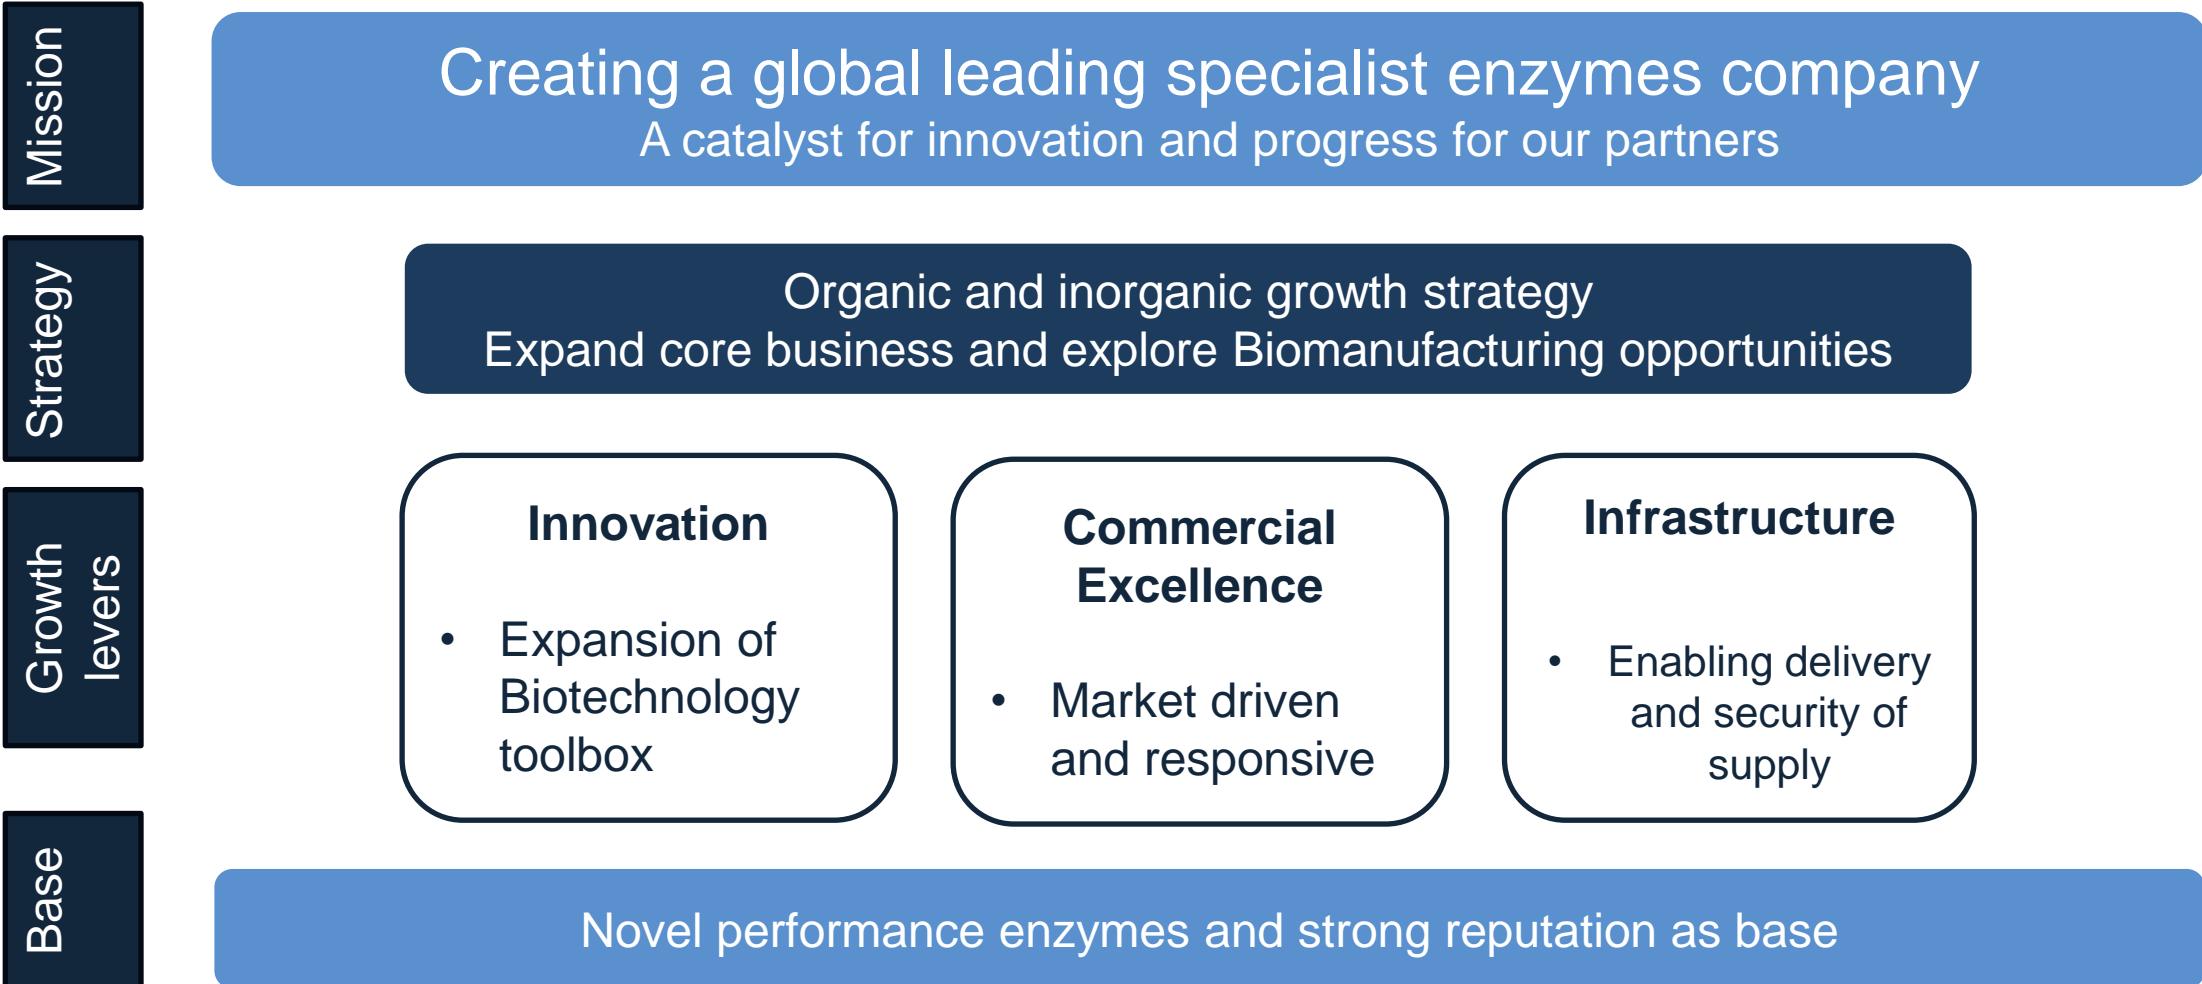 Mission
Creating a global leading specialist enzymes company
A catalyst for innovation and progress for our partners
Strategy
Organic and inorganic growth strategy
Expand core business and explore Biomanufacturing opportunities
Growth
levers
Innovation
• Expansion of
Biotechnology
toolbox
Commercial
Excellence
• Market driven
and responsive
Infrastructure
• Enabling delivery
and security of
supply
Base
Novel performance enzymes and strong reputation as base